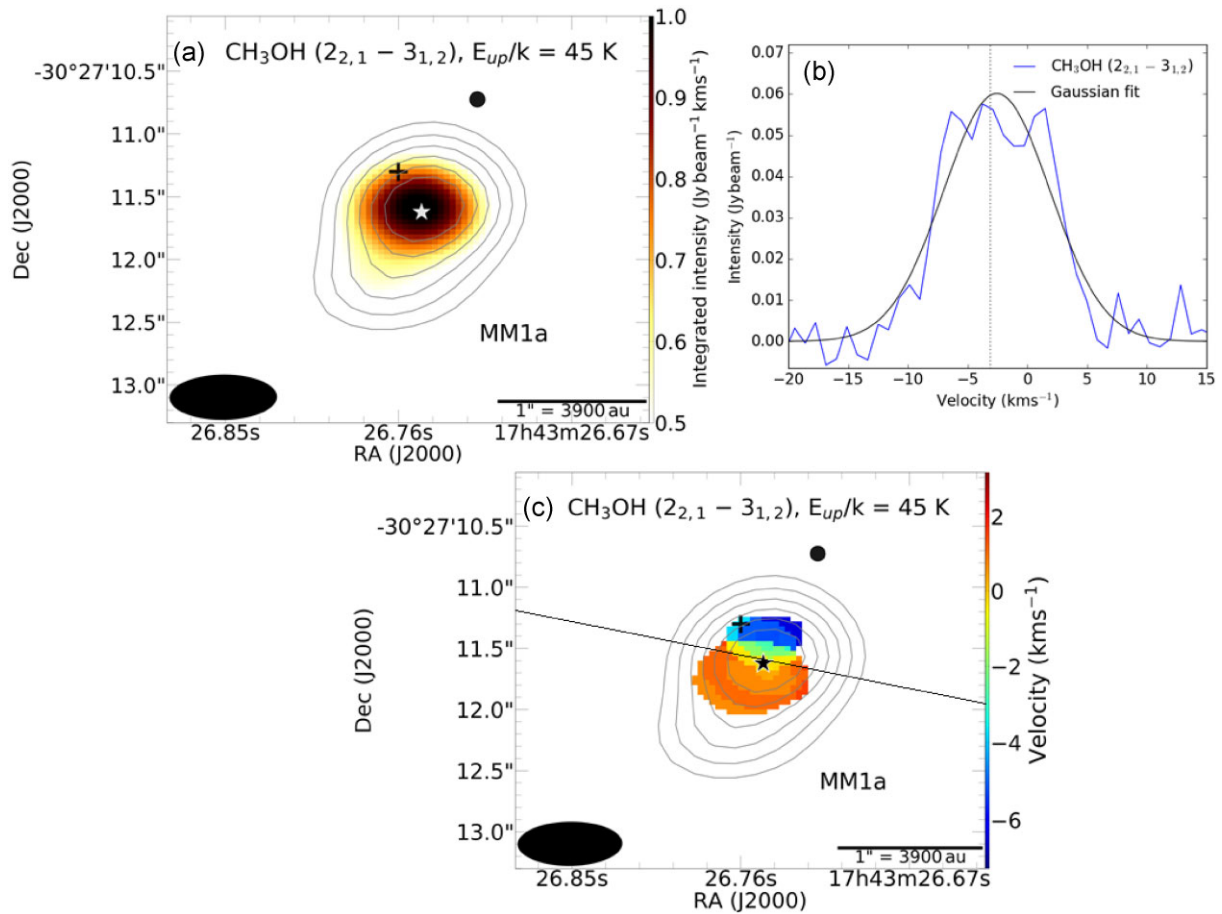 (a) CH₃OH (2₂,₁ − 3₁,₂), E_up/k = 45 K
-30°27'10.5"
11.0"
11.5"
12.0"
12.5"
13.0"
Dec (J2000)
MM1a
1" = 3900 au
26.85s
26.76s
17h43m26.67s
RA (J2000)
1.0
0.9
0.8
0.7
0.6
0.5
Integrated intensity (Jy beam⁻¹ kms⁻¹)
(b)
CH₃OH (2₂,₁ − 3₁,₂)
Gaussian fit
0.07
0.06
0.05
0.04
0.03
0.02
0.01
0.00
Intensity (Jy beam⁻¹)
−20
−15
−10
−5
0
5
10
15
Velocity (kms⁻¹)
(c) CH₃OH (2₂,₁ − 3₁,₂), E_up/k = 45 K
-30°27'10.5"
11.0"
11.5"
12.0"
12.5"
13.0"
Dec (J2000)
MM1a
1" = 3900 au
26.85s
26.76s
17h43m26.67s
RA (J2000)
2
0
−2
−4
−6
Velocity (kms⁻¹)